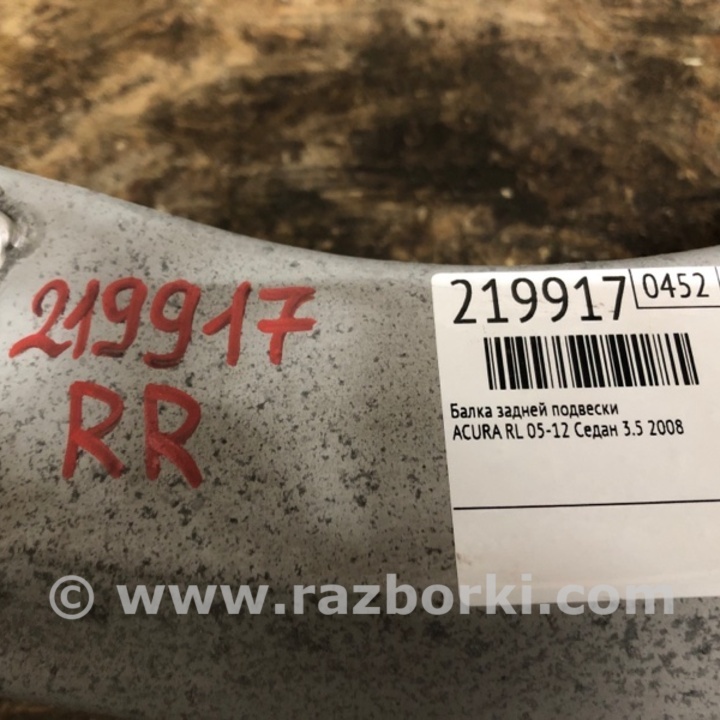 219917
RR
219917 0452
Балка задней подвески
ACURA RL 05-12 Седан 3.5 2008
© www.razborki.com